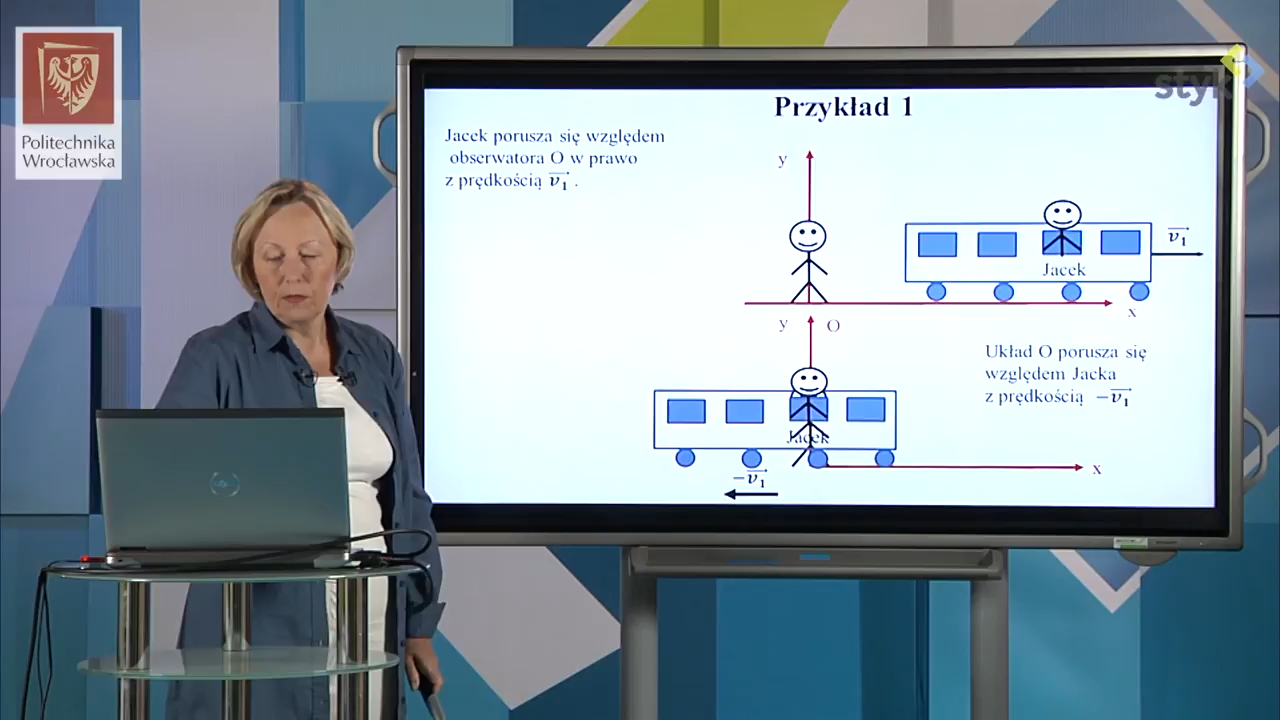 Politechnika
Wrocławska
styk
Przykład 1
Jacek porusza się względem
obserwatora O w prawo
z prędkością v₁ .
y
v₁
Jacek
x
y
O
Układ O porusza się
względem Jacka
z prędkością −v₁
Jacek
x
−v₁